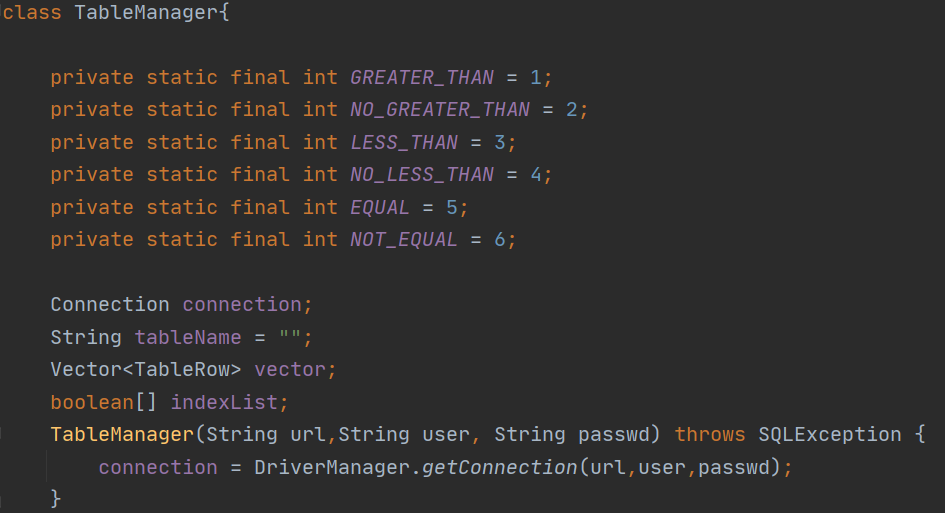 class TableManager{
private static final int GREATER_THAN = 1;
private static final int NO_GREATER_THAN = 2;
private static final int LESS_THAN = 3;
private static final int NO_LESS_THAN = 4;
private static final int EQUAL = 5;
private static final int NOT_EQUAL = 6;
Connection connection;
String tableName = "";
Vector<TableRow> vector;
boolean[] indexList;
TableManager(String url,String user, String passwd) throws SQLException {
connection = DriverManager.getConnection(url,user,passwd);
}